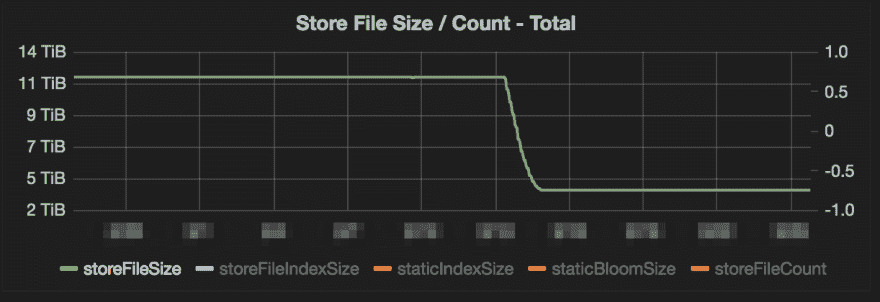 Store File Size / Count - Total
14 TiB 1.0
11 TiB 0.5
9 TiB 0
7 TiB -0.5
5 TiB -1.0
2 TiB
storeFileSize storeFileIndexSize staticIndexSize staticBloomSize storeFileCount